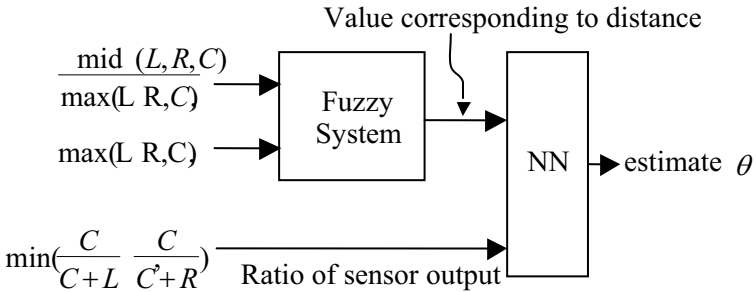 Value corresponding to distance
mid (L, R, C)
max(L R, C)
Fuzzy
System
max(L R,C)
NN
estimate θ
min(C/C+L C/C+R)
Ratio of sensor output